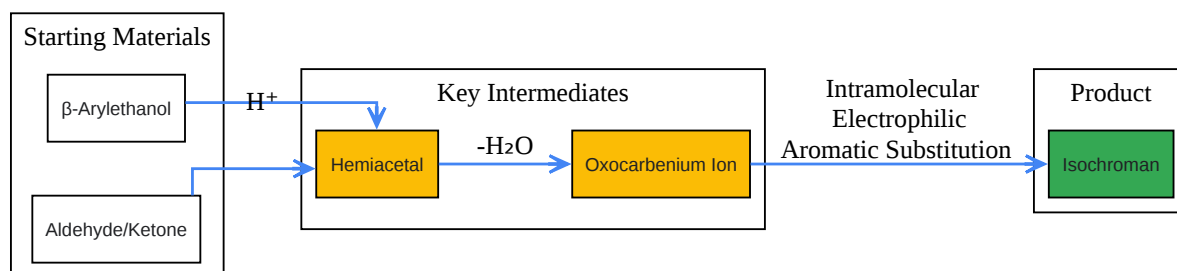 Starting Materials
β-Arylethanol
Aldehyde/Ketone
H⁺
Key Intermediates
Hemiacetal
-H₂O
Oxocarbenium Ion
Intramolecular
Electrophilic
Aromatic Substitution
Product
Isochroman